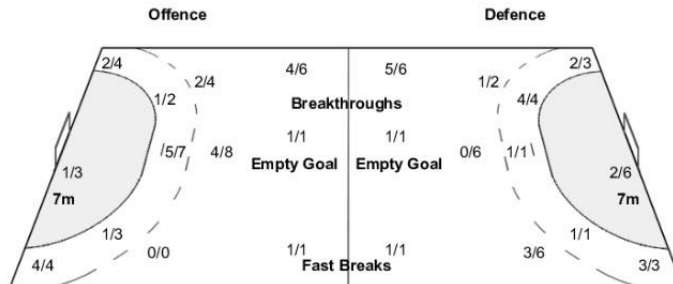 Offence Defence
2/4 4/6 5/6 2/3
2/4 1/2
1/2 Breakthroughs 4/4
1/1 1/1
5/7 4/8 0/6 1/1
Empty Goal Empty Goal
1/3 2/6
7m 7m
1/3 1/1
0/0 1/1 1/1 3/6
4/4 Fast Breaks 3/3